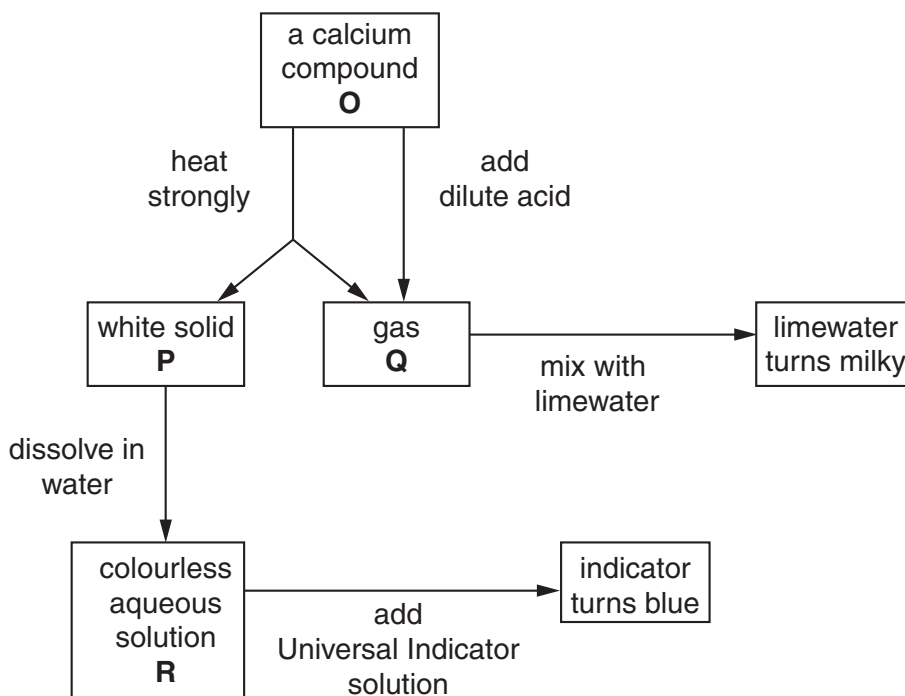 a calcium
compound
O
heat
strongly
add
dilute acid
white solid
P
gas
Q
mix with
limewater
limewater
turns milky
dissolve in
water
colourless
aqueous
solution
R
add
Universal Indicator
solution
indicator
turns blue